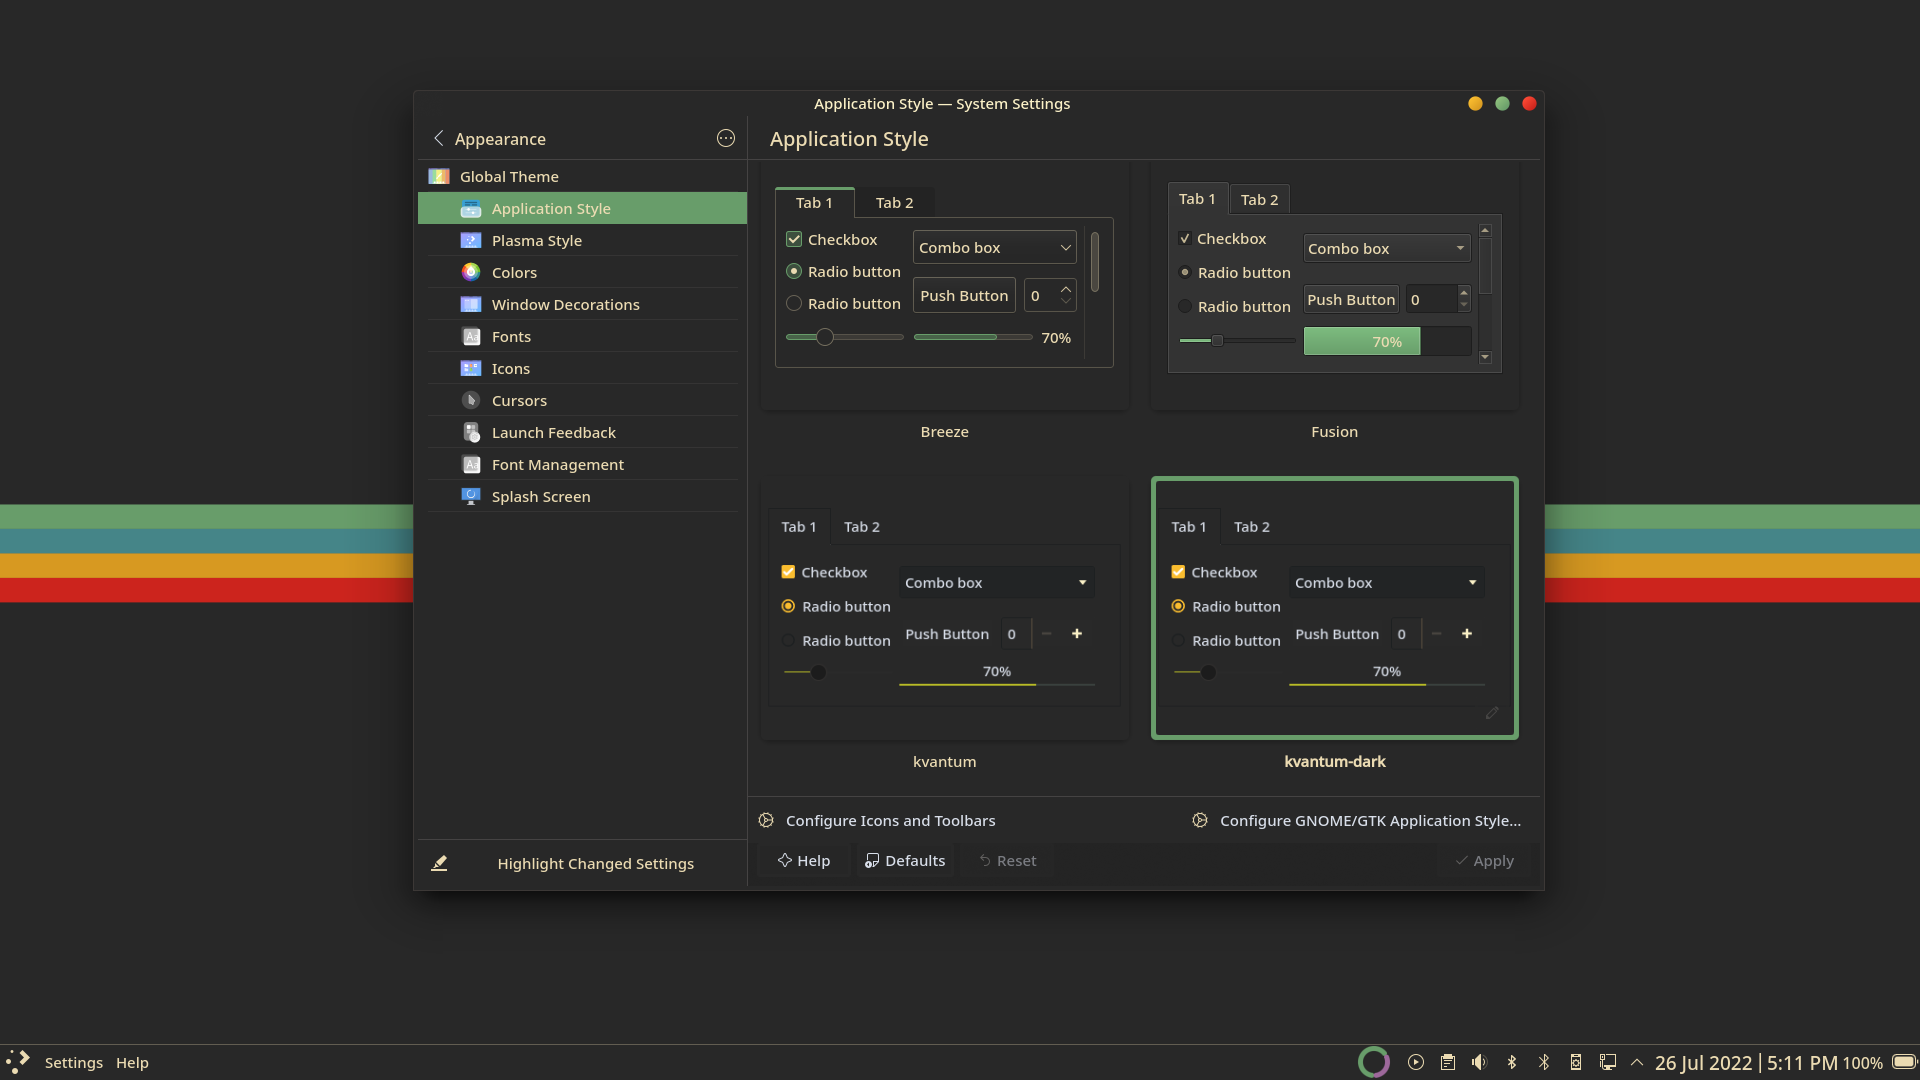 Application Style — System Settings
Appearance
Application Style
Global Theme
Application Style
Plasma Style
Colors
Window Decorations
Fonts
Icons
Cursors
Launch Feedback
Font Management
Splash Screen
Highlight Changed Settings
Tab 1 Tab 2
Checkbox Combo box
Radio button
Radio button Push Button 0
70%
Breeze
Tab 1 Tab 2
Checkbox Combo box
Radio button
Radio button Push Button 0
70%
Fusion
Tab 1 Tab 2
Checkbox Combo box
Radio button
Radio button Push Button 0
70%
kvantum
Tab 1 Tab 2
Checkbox Combo box
Radio button
Radio button Push Button 0
70%
kvantum-dark
Configure Icons and Toolbars Configure GNOME/GTK Application Style...
Help Defaults Reset Apply
Settings Help 26 Jul 2022 | 5:11 PM 100%